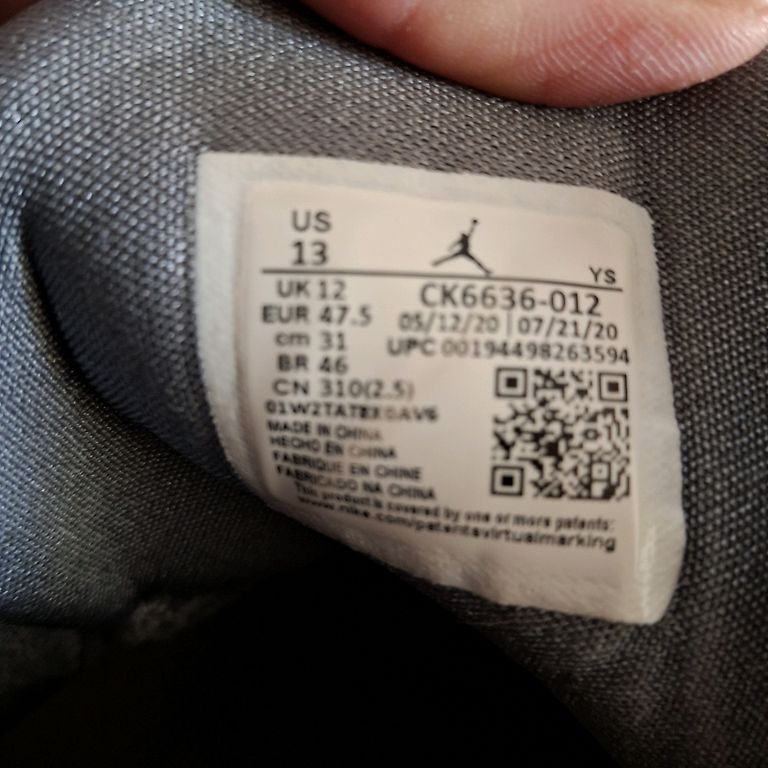 US
13
YS
UK 12
EUR 47.5
cm 31
BR 46
CN 310(2.5)
CK6636-012
05/12/20 | 07/21/20
UPC 00194498263594
MADE IN CHINA
HECHO EN CHINA
FABRIQUE EN CHINE
FABRICADO NA CHINA
This product is covered by one or more patents:
www.nike.com/patentsvirtualmarking